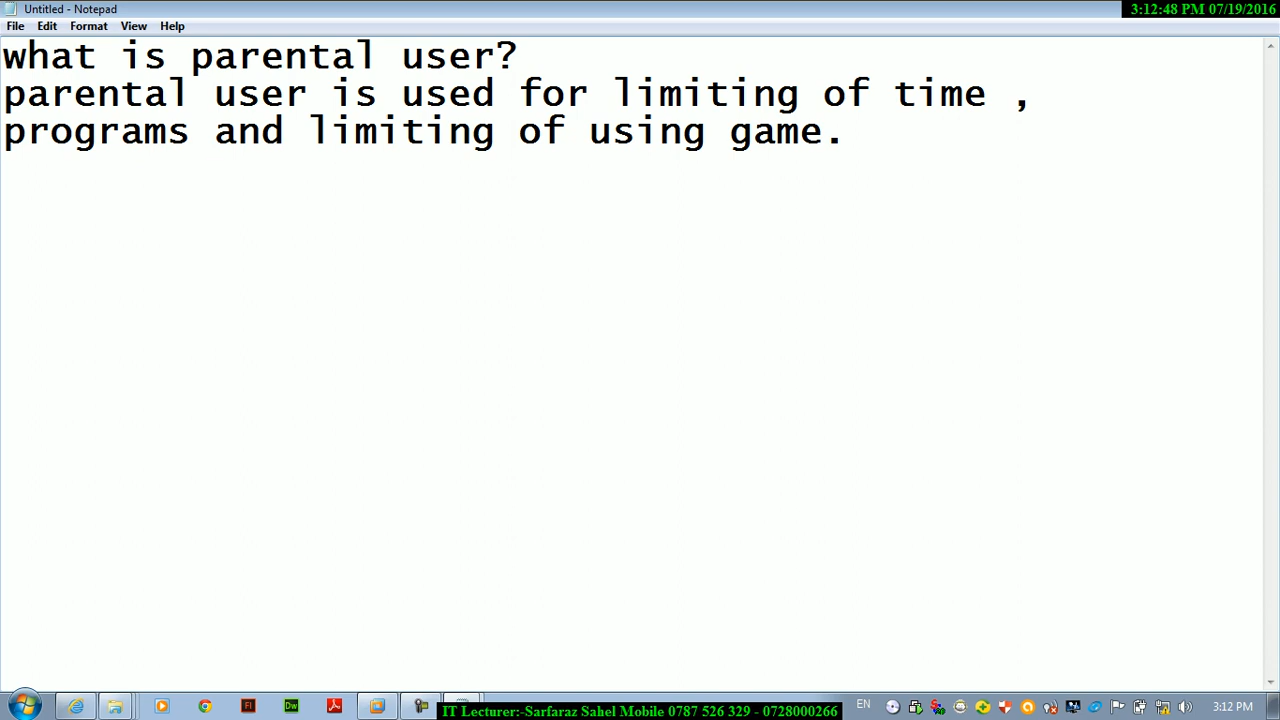 Untitled - Notepad
3:12:48 PM 07/19/2016
File Edit Format View Help
what is parental user?
parental user is used for limiting of time ,
programs and limiting of using game.
Fl Dw
IT Lecturer:-Sarfaraz Sahel Mobile 0787 526 329 - 0728000266
EN
3:12 PM